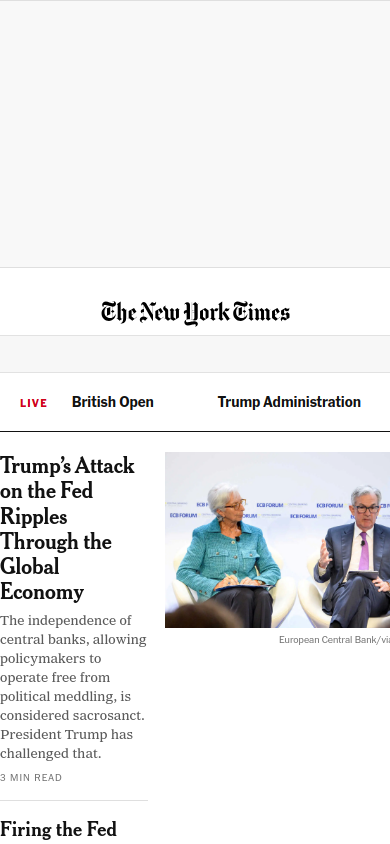 The New York Times
LIVE British Open Trump Administration
Trump's Attack
on the Fed
Ripples
Through the
Global
Economy
The independence of
central banks, allowing
policymakers to
operate free from
political meddling, is
considered sacrosanct.
President Trump has
challenged that.
3 MIN READ
ECB FORUM ECB FORUM
ECB FORUM ECB FORUM
European Central Bank/via
Firing the Fed